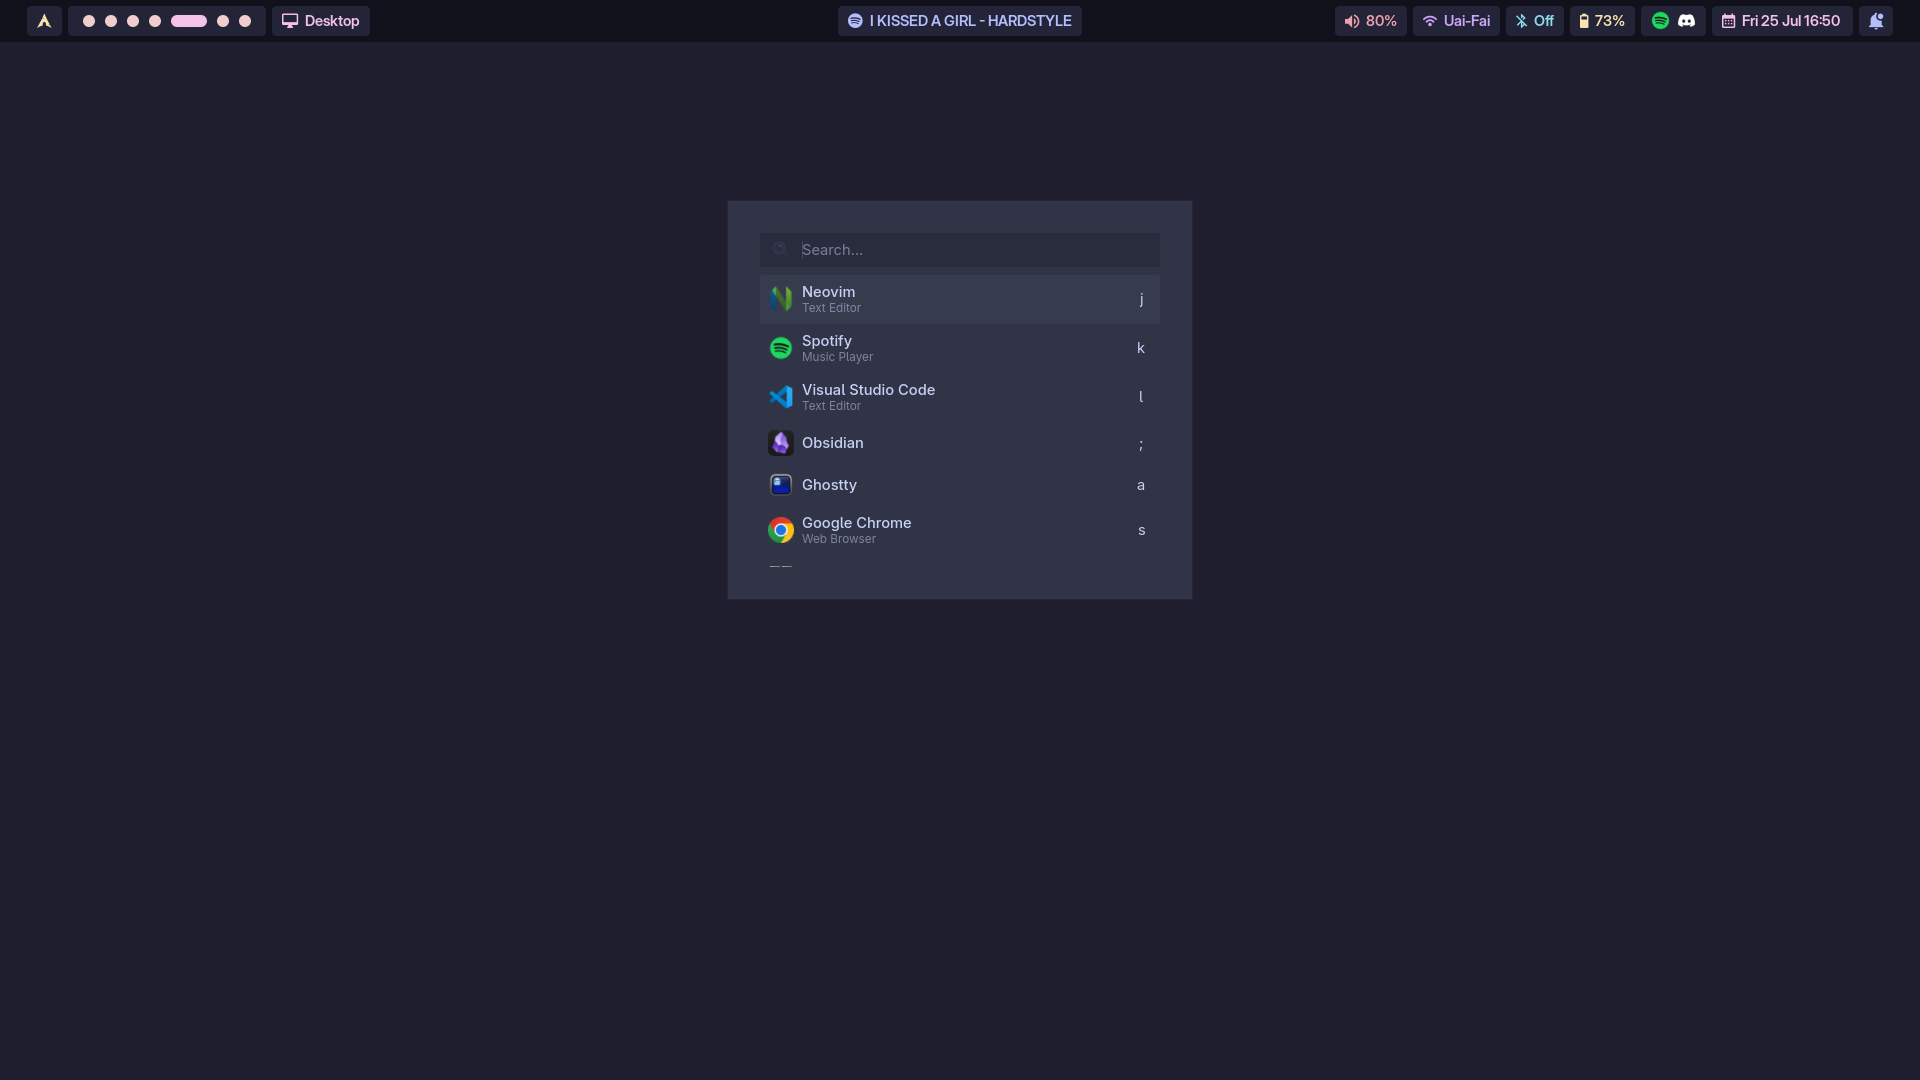 Desktop
I KISSED A GIRL - HARDSTYLE
80%
Uai-Fai
Off
73%
Fri 25 Jul 16:50
Search...
Neovim
Text Editor
j
Spotify
Music Player
k
Visual Studio Code
Text Editor
l
Obsidian
;
Ghostty
a
Google Chrome
Web Browser
s